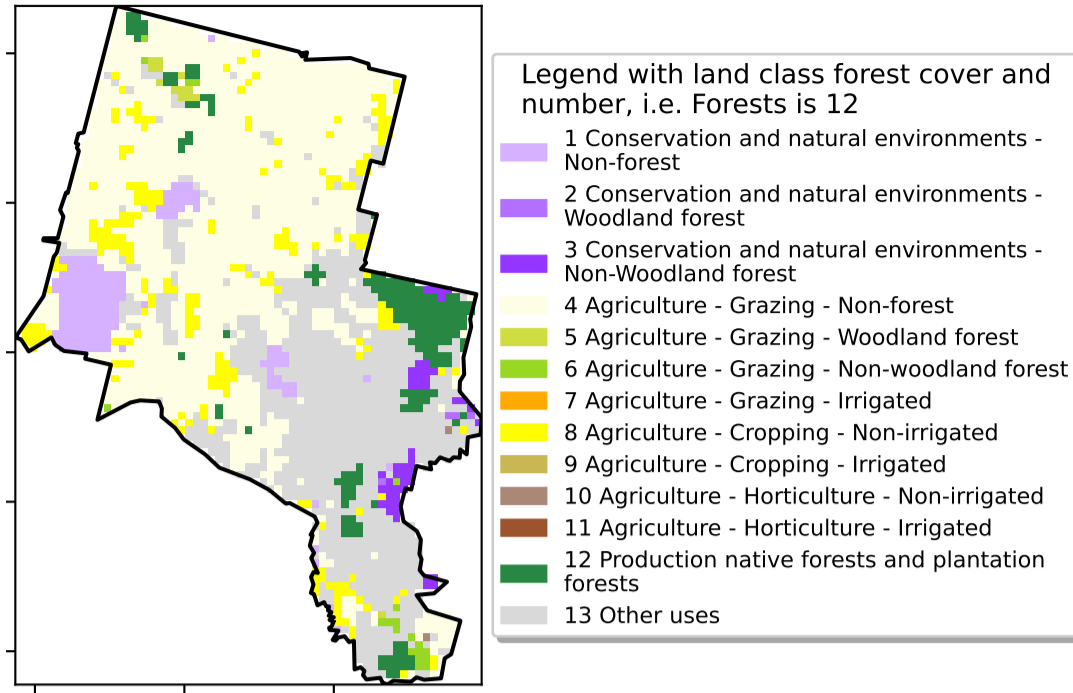 Legend with land class forest cover and
number, i.e. Forests is 12
1 Conservation and natural environments -
Non-forest
2 Conservation and natural environments -
Woodland forest
3 Conservation and natural environments -
Non-Woodland forest
4 Agriculture - Grazing - Non-forest
5 Agriculture - Grazing - Woodland forest
6 Agriculture - Grazing - Non-woodland forest
7 Agriculture - Grazing - Irrigated
8 Agriculture - Cropping - Non-irrigated
9 Agriculture - Cropping - Irrigated
10 Agriculture - Horticulture - Non-irrigated
11 Agriculture - Horticulture - Irrigated
12 Production native forests and plantation
forests
13 Other uses